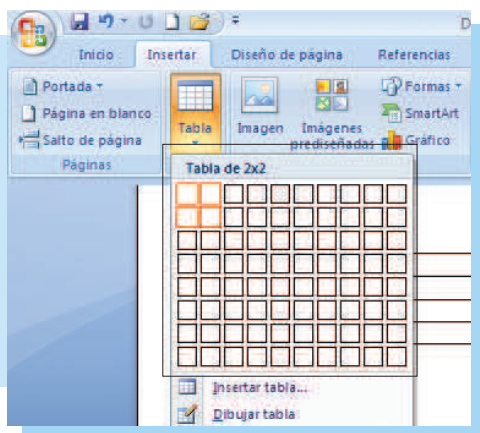 D
Inicio Insertar Diseño de página Referencias
Portada
Página en blanco
Salto de página
Páginas
Tabla
Imagen
Imágenes prediseñadas
Formas
SmartArt
Gráfico
Tabla de 2x2
Insertar tabla...
Dibujar tabla